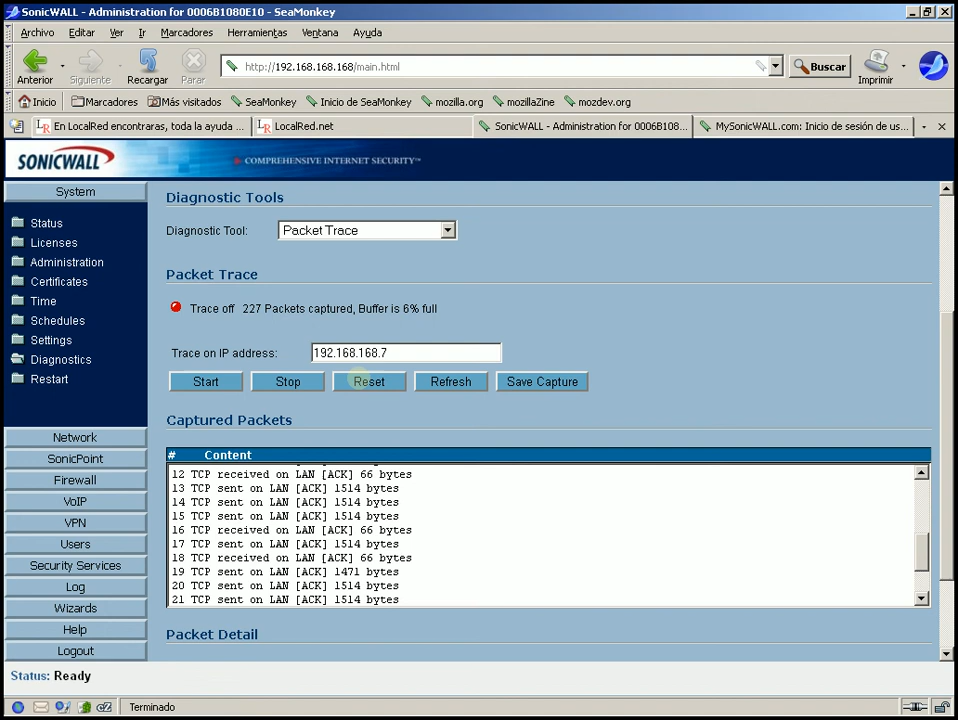 SonicWALL - Administration for 0006B1080E10 - SeaMonkey
Archivo Editar Ver Ir Marcadores Herramientas Ventana Ayuda
Anterior Siguiente Recargar Parar http://192.168.168.168/main.html Buscar Imprimir
Inicio Marcadores Más visitados SeaMonkey Inicio de SeaMonkey mozilla.org mozillaZine mozdev.org
En LocalRed encontraras, toda la ayuda ... LocalRed.net SonicWALL - Administration for 0006B108... MySonicWALL.com: Inicio de sesión de us...
SONICWALL COMPREHENSIVE INTERNET SECURITY™
System
Status
Licenses
Administration
Certificates
Time
Schedules
Settings
Diagnostics
Restart
Network
SonicPoint
Firewall
VoIP
VPN
Users
Security Services
Log
Wizards
Help
Logout
Diagnostic Tools
Diagnostic Tool: Packet Trace
Packet Trace
Trace off 227 Packets captured, Buffer is 6% full
Trace on IP address: 192.168.168.7
Start Stop Reset Refresh Save Capture
Captured Packets
# Content
12 TCP received on LAN [ACK] 66 bytes
13 TCP sent on LAN [ACK] 1514 bytes
14 TCP sent on LAN [ACK] 1514 bytes
15 TCP sent on LAN [ACK] 1514 bytes
16 TCP received on LAN [ACK] 66 bytes
17 TCP sent on LAN [ACK] 1514 bytes
18 TCP received on LAN [ACK] 66 bytes
19 TCP sent on LAN [ACK] 1471 bytes
20 TCP sent on LAN [ACK] 1514 bytes
21 TCP sent on LAN [ACK] 1514 bytes
Packet Detail
Status: Ready
Terminado